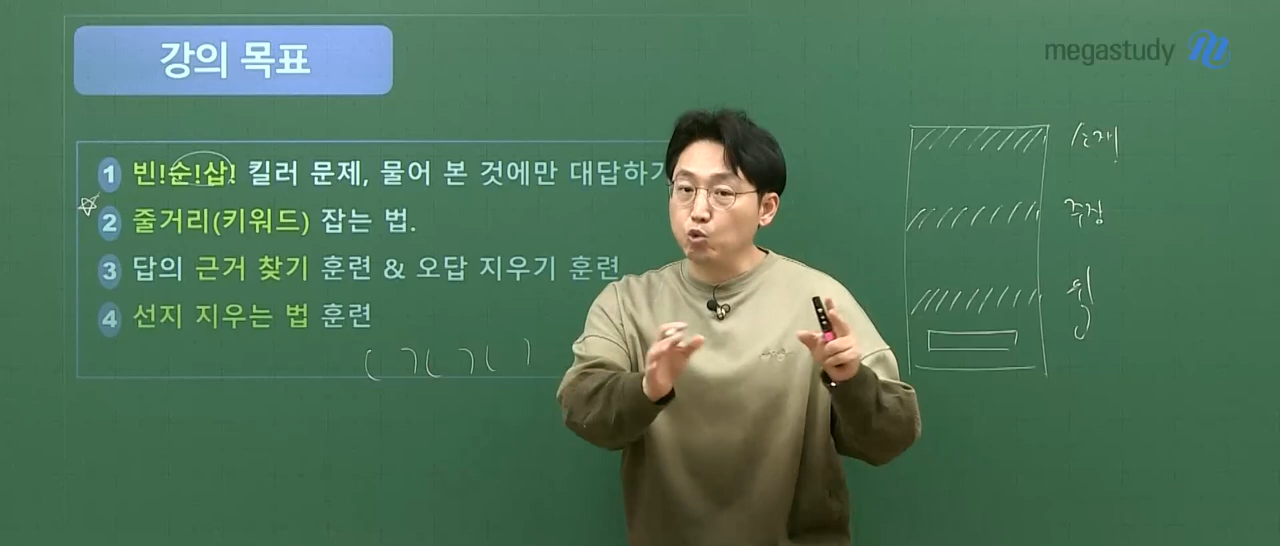 강의 목표
megastudy
1 빈!순!삽! 킬러 문제, 물어 본 것에만 대답하기
2 줄거리(키워드) 잡는 법.
3 답의 근거 찾기 훈련 & 오답 지우기 훈련
4 선지 지우는 법 훈련
소재
주장